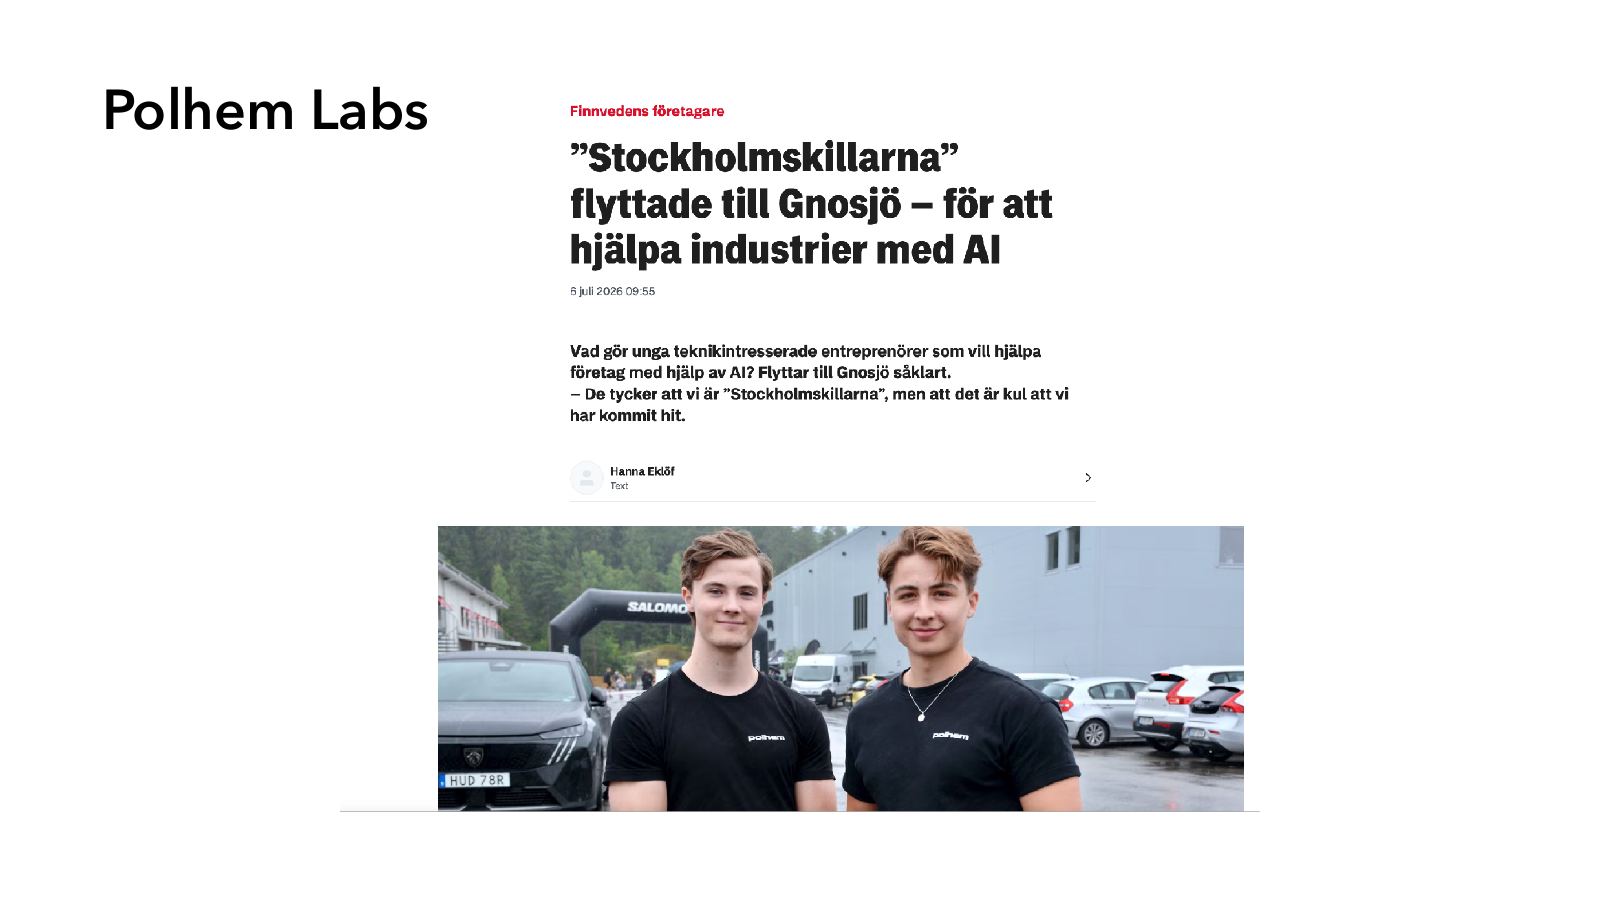 Polhem Labs
Finnvedens företagare
”Stockholmskillarna”
flyttade till Gnosjö – för att
hjälpa industrier med AI
6 juli 2026 09:55
Vad gör unga teknikintresserade entreprenörer som vill hjälpa
företag med hjälp av AI? Flyttar till Gnosjö såklart.
– De tycker att vi är ”Stockholmskillarna”, men att det är kul att vi
har kommit hit.
Hanna Eklöf
Text
SALOMO
polhem
polhem
HUD 78R